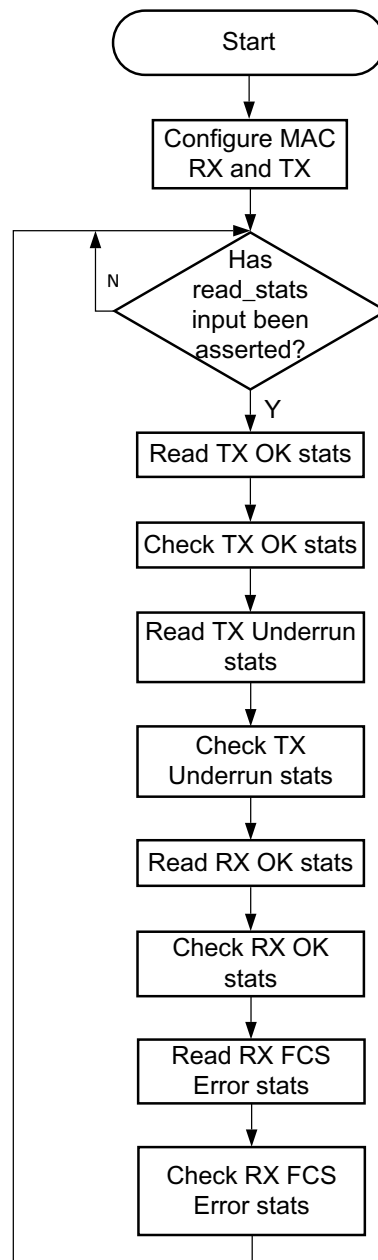 Start
Configure MAC
RX and TX
N
Has
read_stats
input been
asserted?
Y
Read TX OK stats
Check TX OK stats
Read TX Underrun
stats
Check TX
Underrun stats
Read RX OK stats
Check RX OK
stats
Read RX FCS
Error stats
Check RX FCS
Error stats